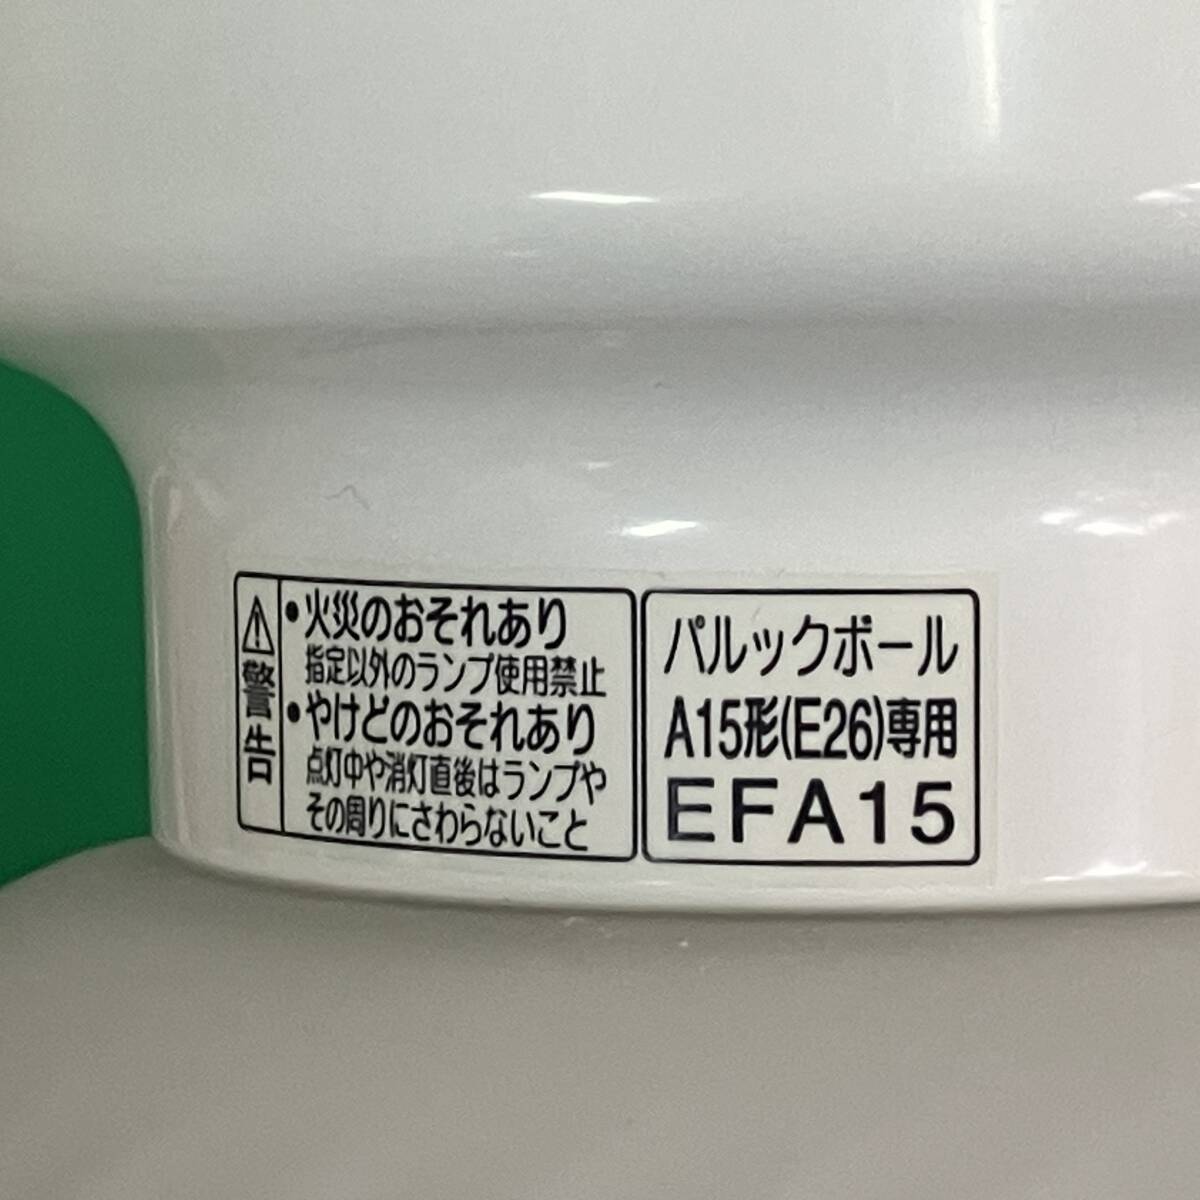 ⚠警告
•火災のおそれあり
指定以外のランプ使用禁止
•やけどのおそれあり
点灯中や消灯直後はランプや
その周りにさわらないこと
パルックボール
A15形(E26)専用
EFA15